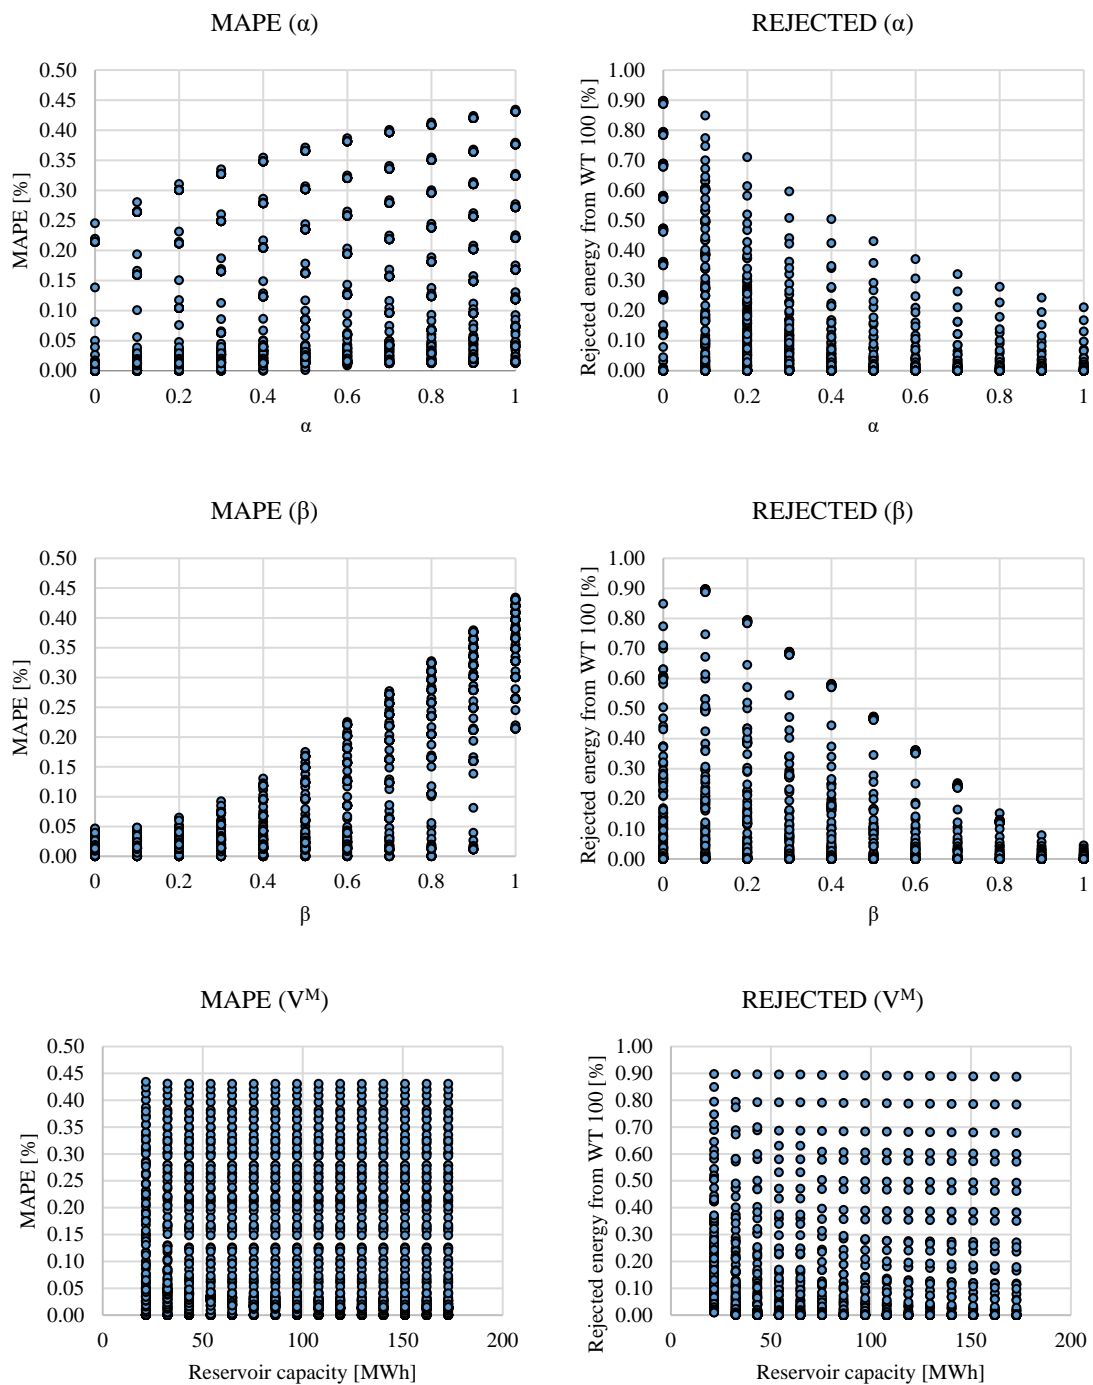 MAPE (α)
0.50
0.45
0.40
0.35
0.30
0.25
0.20
0.15
0.10
0.05
0.00
MAPE [%]
0 0.2 0.4 0.6 0.8 1
α
REJECTED (α)
1.00
0.90
0.80
0.70
0.60
0.50
0.40
0.30
0.20
0.10
0.00
Rejected energy from WT 100 [%]
0 0.2 0.4 0.6 0.8 1
α
MAPE (β)
0.50
0.45
0.40
0.35
0.30
0.25
0.20
0.15
0.10
0.05
0.00
MAPE [%]
0 0.2 0.4 0.6 0.8 1
β
REJECTED (β)
1.00
0.90
0.80
0.70
0.60
0.50
0.40
0.30
0.20
0.10
0.00
Rejected energy from WT 100 [%]
0 0.2 0.4 0.6 0.8 1
β
MAPE (Vᴹ)
0.50
0.45
0.40
0.35
0.30
0.25
0.20
0.15
0.10
0.05
0.00
MAPE [%]
0 50 100 150 200
Reservoir capacity [MWh]
REJECTED (Vᴹ)
1.00
0.90
0.80
0.70
0.60
0.50
0.40
0.30
0.20
0.10
0.00
Rejected energy from WT 100 [%]
0 50 100 150 200
Reservoir capacity [MWh]